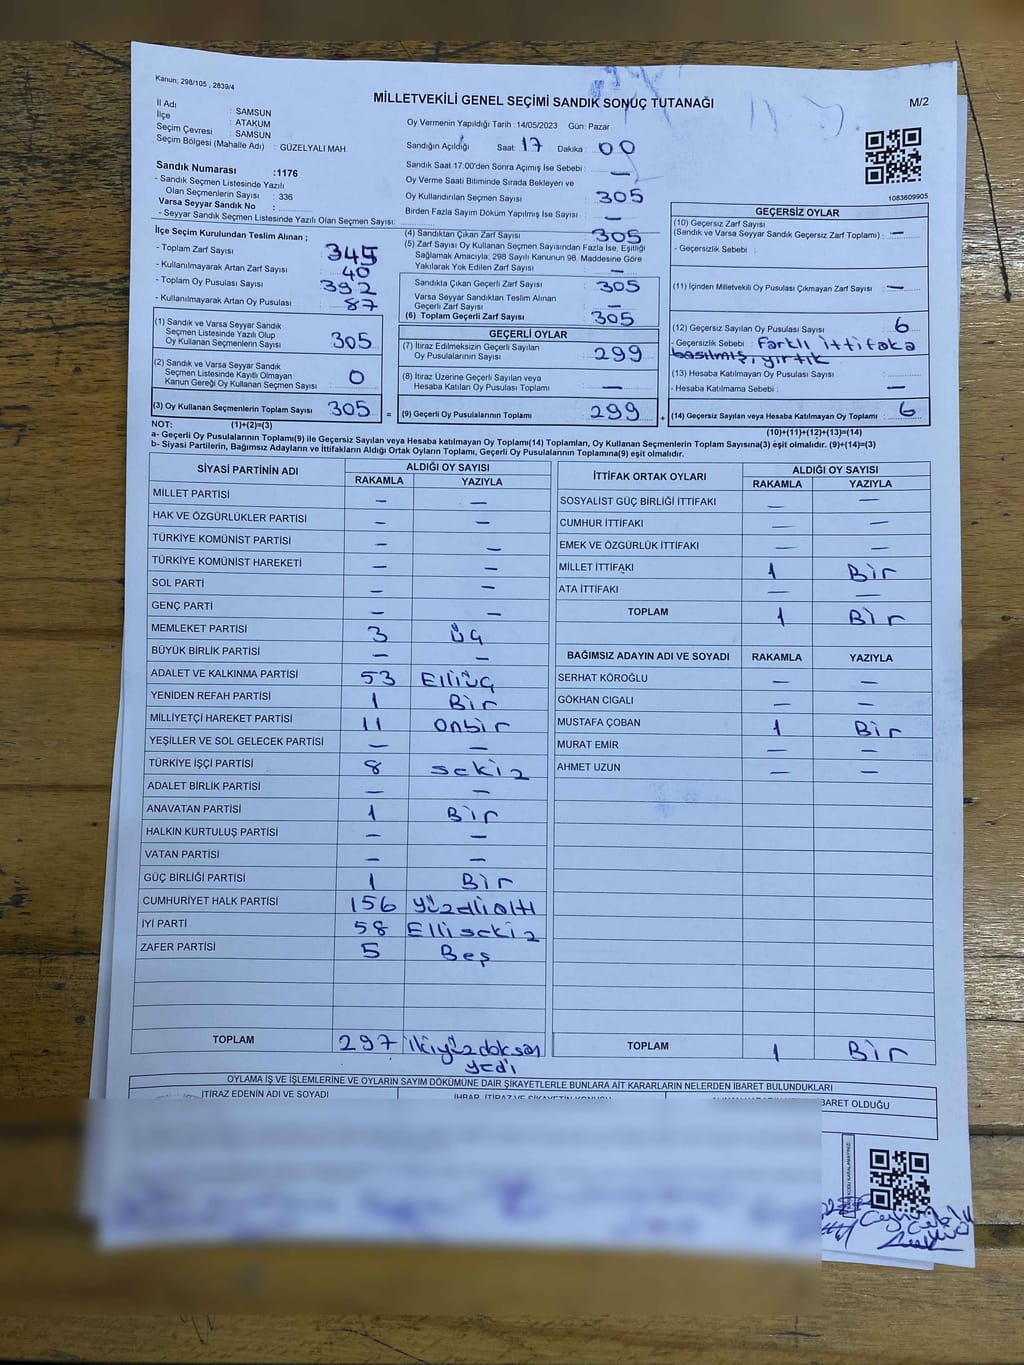 Kanun; 298/105 , 2839/4
MİLLETVEKİLİ GENEL SEÇİMİ SANDIK SONUÇ TUTANAĞI
M/2
İl Adı : SAMSUN
İlçe : ATAKUM
Seçim Çevresi : SAMSUN
Seçim Bölgesi (Mahalle Adı) : GÜZELYALI MAH.
Sandık Numarası :1176
- Sandık Seçmen Listesinde Yazılı
Olan Seçmenlerin Sayısı : 336
Varsa Seyyar Sandık No :
- Seyyar Sandık Seçmen Listesinde Yazılı Olan Seçmen Sayısı:
Oy Vermenin Yapıldığı Tarih :14/05/2023 Gün: Pazar
Sandığın Açıldığı Saat: 17 Dakika: 00
Sandık Saat 17:00'den Sonra Açılmış İse Sebebi : —
Oy Verme Saati Bitiminde Sırada Bekleyen ve
Oy Kullandırılan Seçmen Sayısı : 305
Birden Fazla Sayım Döküm Yapılmış İse Sayısı : —
1083609905
İlçe Seçim Kurulundan Teslim Alınan ;
- Toplam Zarf Sayısı : 345
- Kullanılmayarak Artan Zarf Sayısı : 40
- Toplam Oy Pusulası Sayısı : 392
- Kullanılmayarak Artan Oy Pusulası : 87
(4) Sandıktan Çıkan Zarf Sayısı : 305
(5) Zarf Sayısı Oy Kullanan Seçmen Sayısından Fazla İse, Eşitliği
Sağlamak Amacıyla; 298 Sayılı Kanunun 98. Maddesine Göre
Yakılarak Yok Edilen Zarf Sayısı : —
Sandıkta Çıkan Geçerli Zarf Sayısı : 305
Varsa Seyyar Sandıktan Teslim Alınan
Geçerli Zarf Sayısı : —
(6) Toplam Geçerli Zarf Sayısı : 305
GEÇERSİZ OYLAR
(10) Geçersiz Zarf Sayısı
(Sandık ve Varsa Seyyar Sandık Geçersiz Zarf Toplamı) : —
- Geçersizlik Sebebi :
(11) İçinden Milletvekili Oy Pusulası Çıkmayan Zarf Sayısı : —
(12) Geçersiz Sayılan Oy Pusulası Sayısı : 6
- Geçersizlik Sebebi : Farklı ittifaka
basılmış, yırtık
(13) Hesaba Katılmayan Oy Pusulası Sayısı :
- Hesaba Katılmama Sebebi : —
(1) Sandık ve Varsa Seyyar Sandık
Seçmen Listesinde Yazılı Olup
Oy Kullanan Seçmenlerin Sayısı : 305
(2) Sandık ve Varsa Seyyar Sandık
Seçmen Listesinde Kayıtlı Olmayan
Kanun Gereği Oy Kullanan Seçmen Sayısı : 0
GEÇERLİ OYLAR
(7) İtiraz Edilmeksizin Geçerli Sayılan
Oy Pusulalarının Sayısı : 299
(8) İtiraz Üzerine Geçerli Sayılan veya
Hesaba Katılan Oy Pusulası Toplamı : —
(3) Oy Kullanan Seçmenlerin Toplam Sayısı : 305 = (9) Geçerli Oy Pusulalarının Toplamı : 299 + (14) Geçersiz Sayılan veya Hesaba Katılmayan Oy Toplamı : 6
NOT: (1)+(2)=(3) (10)+(11)+(12)+(13)=(14)
a- Geçerli Oy Pusulalarının Toplamı(9) ile Geçersiz Sayılan veya Hesaba katılmayan Oy Toplamı(14) Toplamları, Oy Kullanan Seçmenlerin Toplam Sayısına(3) eşit olmalıdır. (9)+(14)=(3)
b- Siyasi Partilerin, Bağımsız Adayların ve İttifakların Aldığı Ortak Oyların Toplamı, Geçerli Oy Pusulalarının Toplamına(9) eşit olmalıdır.
SİYASİ PARTİNİN ADI ALDIĞI OY SAYISI
RAKAMLA YAZIYLA
MİLLET PARTİSİ — —
HAK VE ÖZGÜRLÜKLER PARTİSİ — —
TÜRKİYE KOMÜNİST PARTİSİ — —
TÜRKİYE KOMÜNİST HAREKETİ — —
SOL PARTİ — —
GENÇ PARTİ — —
MEMLEKET PARTİSİ 3 üç
BÜYÜK BİRLİK PARTİSİ — —
ADALET VE KALKINMA PARTİSİ 53 Elliüç
YENİDEN REFAH PARTİSİ 1 Bir
MİLLİYETÇİ HAREKET PARTİSİ 11 onbir
YEŞİLLER VE SOL GELECEK PARTİSİ — —
TÜRKİYE İŞÇİ PARTİSİ 8 sekiz
ADALET BİRLİK PARTİSİ — —
ANAVATAN PARTİSİ 1 Bir
HALKIN KURTULUŞ PARTİSİ — —
VATAN PARTİSİ — —
GÜÇ BİRLİĞİ PARTİSİ 1 Bir
CUMHURİYET HALK PARTİSİ 156 yüzellialtı
İYİ PARTİ 58 Ellisekiz
ZAFER PARTİSİ 5 Beş
TOPLAM 297 ikiyüzdoksan
yedi
İTTİFAK ORTAK OYLARI ALDIĞI OY SAYISI
RAKAMLA YAZIYLA
SOSYALİST GÜÇ BİRLİĞİ İTTİFAKI — —
CUMHUR İTTİFAKI — —
EMEK VE ÖZGÜRLÜK İTTİFAKI — —
MİLLET İTTİFAKI 1 Bir
ATA İTTİFAKI — —
TOPLAM 1 Bir
BAĞIMSIZ ADAYIN ADI VE SOYADI RAKAMLA YAZIYLA
SERHAT KÖROĞLU — —
GÖKHAN CIGALI — —
MUSTAFA ÇOBAN 1 Bir
MURAT EMİR — —
AHMET UZUN — —
TOPLAM 1 Bir
OYLAMA İŞ VE İŞLEMLERİNE VE OYLARIN SAYIM DÖKÜMÜNE DAİR ŞİKAYETLERLE BUNLARA AİT KARARLARIN NELERDEN İBARET BULUNDUKLARI
İTİRAZ EDENİN ADI VE SOYADI İHBAR, İTİRAZ VE ŞİKAYETİN KONUSU BARET OLDUĞU